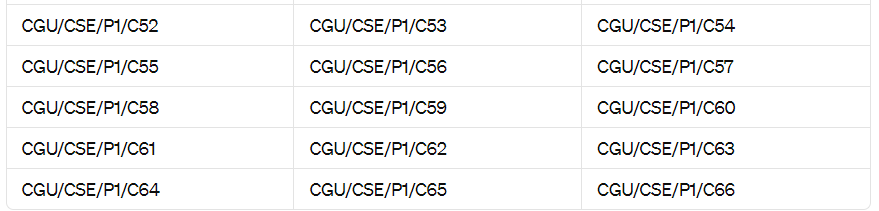 CGU/CSE/P1/C52 CGU/CSE/P1/C53 CGU/CSE/P1/C54
CGU/CSE/P1/C55 CGU/CSE/P1/C56 CGU/CSE/P1/C57
CGU/CSE/P1/C58 CGU/CSE/P1/C59 CGU/CSE/P1/C60
CGU/CSE/P1/C61 CGU/CSE/P1/C62 CGU/CSE/P1/C63
CGU/CSE/P1/C64 CGU/CSE/P1/C65 CGU/CSE/P1/C66